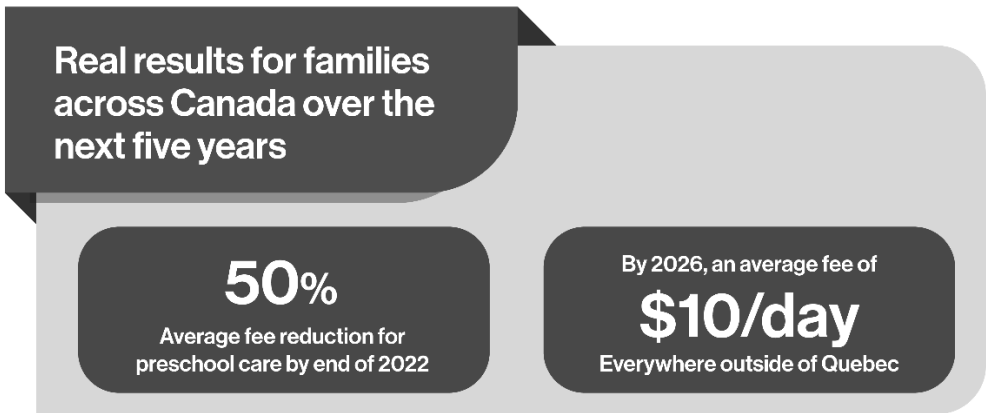 Real results for families
across Canada over the
next five years
50%
Average fee reduction for
preschool care by end of 2022
By 2026, an average fee of
$10/day
Everywhere outside of Quebec